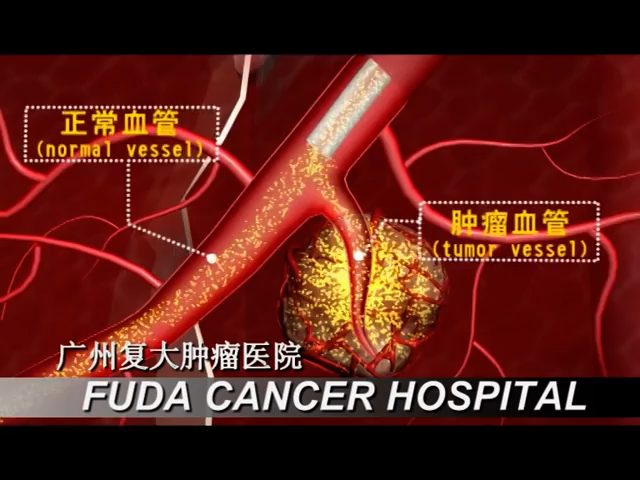 正常血管
(normal vessel)
肿瘤血管
(tumor vessel)
广州复大肿瘤医院
FUDA CANCER HOSPITAL